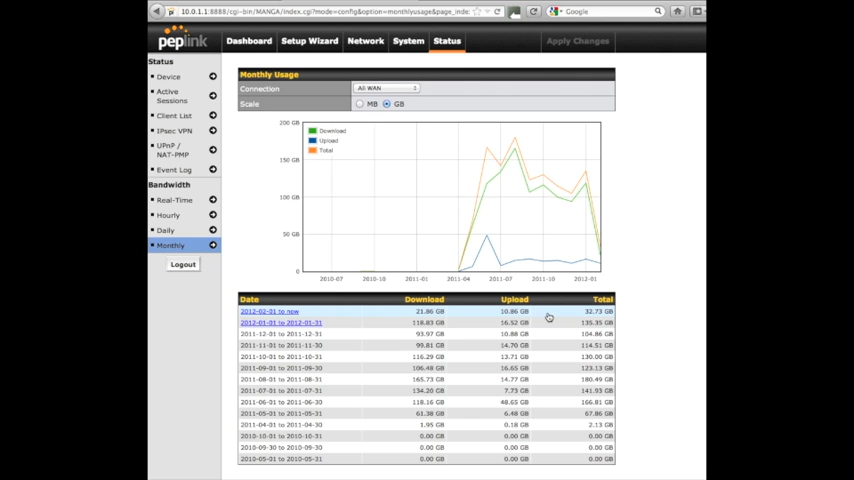 10.0.1.1:8888/cgi-bin/MANGA/index.cgi?mode=config&option=monthlyusage&page_inde
Google
peplink
Dashboard Setup Wizard Network System Status Apply Changes
Status
Device
Active
Sessions
Client List
IPsec VPN
UPnP /
NAT-PMP
Event Log
Bandwidth
Real-Time
Hourly
Daily
Monthly
Logout
Monthly Usage
Connection All WAN
Scale MB GB
200 GB
150 GB
100 GB
50 GB
0
Download
Upload
Total
2010-07 2010-10 2011-01 2011-04 2011-07 2011-10 2012-01
Date Download Upload Total
2012-02-01 to now 21.86 GB 10.86 GB 32.73 GB
2012-01-01 to 2012-01-31 118.83 GB 16.52 GB 135.35 GB
2011-12-01 to 2011-12-31 93.97 GB 10.88 GB 104.86 GB
2011-11-01 to 2011-11-30 99.81 GB 14.70 GB 114.51 GB
2011-10-01 to 2011-10-31 116.29 GB 13.71 GB 130.00 GB
2011-09-01 to 2011-09-30 106.48 GB 16.65 GB 123.13 GB
2011-08-01 to 2011-08-31 165.73 GB 14.77 GB 180.49 GB
2011-07-01 to 2011-07-31 134.20 GB 7.73 GB 141.93 GB
2011-06-01 to 2011-06-30 118.16 GB 48.65 GB 166.81 GB
2011-05-01 to 2011-05-31 61.38 GB 6.48 GB 67.86 GB
2011-04-01 to 2011-04-30 1.95 GB 0.18 GB 2.13 GB
2010-10-01 to 2010-10-31 0.00 GB 0.00 GB 0.00 GB
2010-09-30 to 2010-09-30 0.00 GB 0.00 GB 0.00 GB
2010-05-01 to 2010-05-31 0.00 GB 0.00 GB 0.00 GB